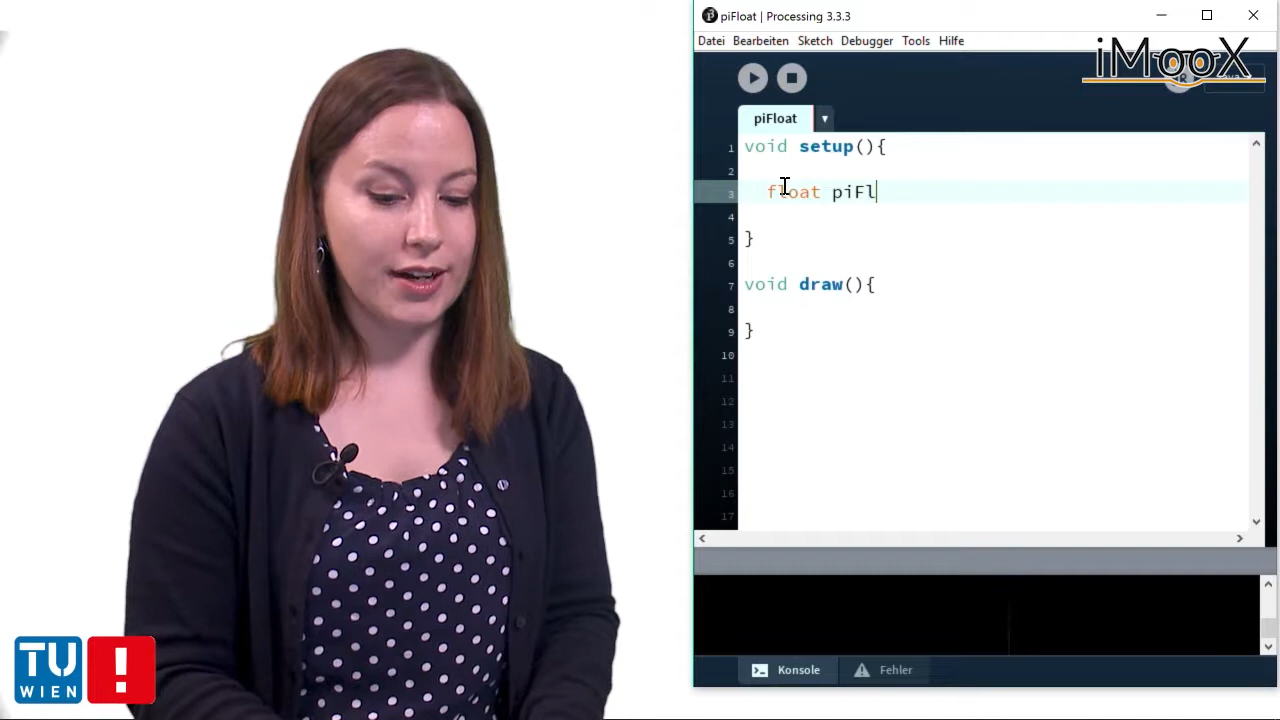 piFloat | Processing 3.3.3
Datei Bearbeiten Sketch Debugger Tools Hilfe
iMooX
piFloat
1 void setup(){
2
3 float piFl
4
5 }
6
7 void draw(){
8
9 }
10
11
12
13
14
15
16
17
Konsole Fehler
TU
WIEN
!